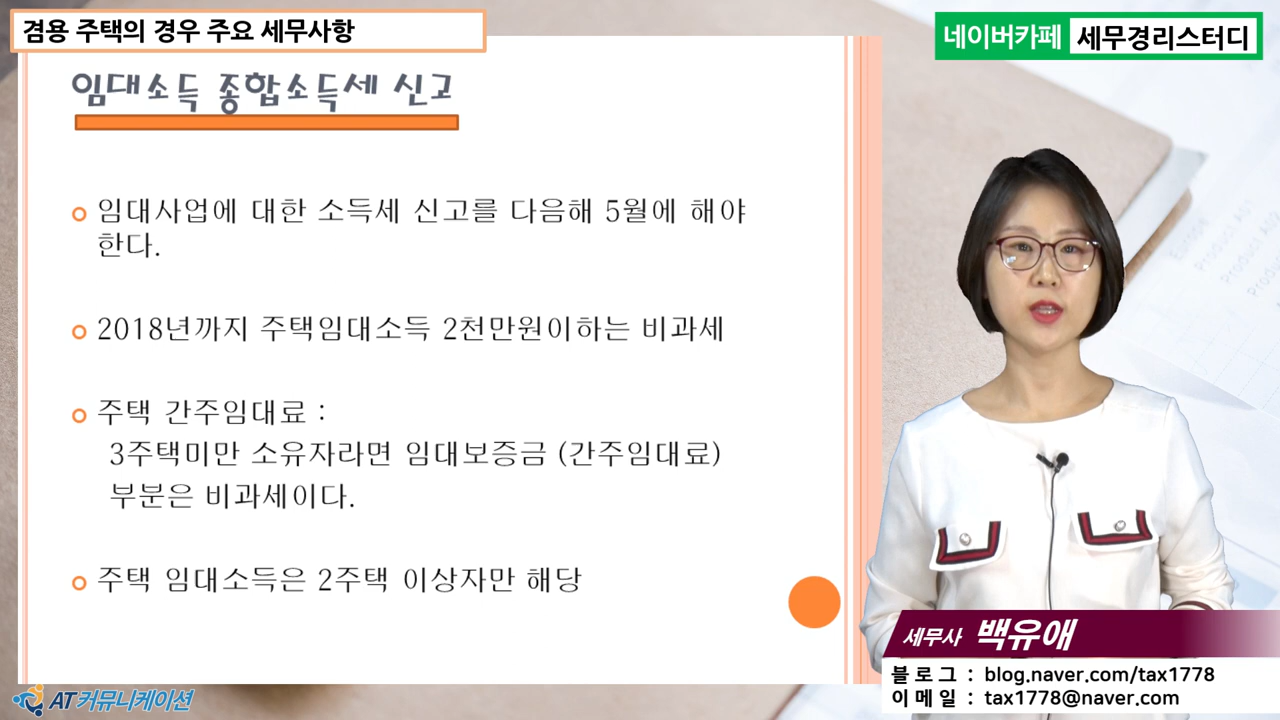 겸용 주택의 경우 주요 세무사항
네이버카페 세무경리스터디
임대소득 종합소득세 신고
임대사업에 대한 소득세 신고를 다음해 5월에 해야
한다.
2018년까지 주택임대소득 2천만원이하는 비과세
주택 간주임대료 :
3주택미만 소유자라면 임대보증금 (간주임대료)
부분은 비과세이다.
주택 임대소득은 2주택 이상자만 해당
세무사 백유애
블로그 : blog.naver.com/tax1778
이메일 : tax1778@naver.com
AT커뮤니케이션